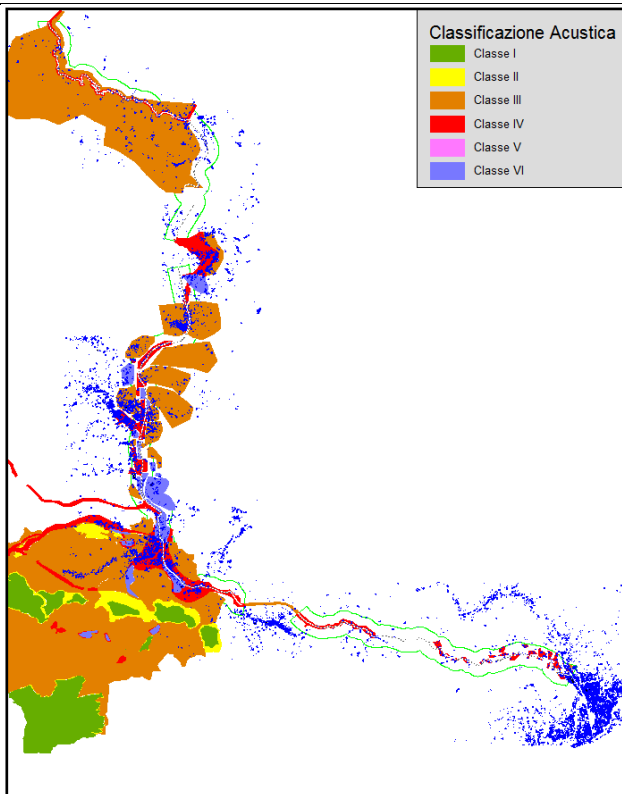 Classificazione Acustica
Classe I
Classe II
Classe III
Classe IV
Classe V
Classe VI